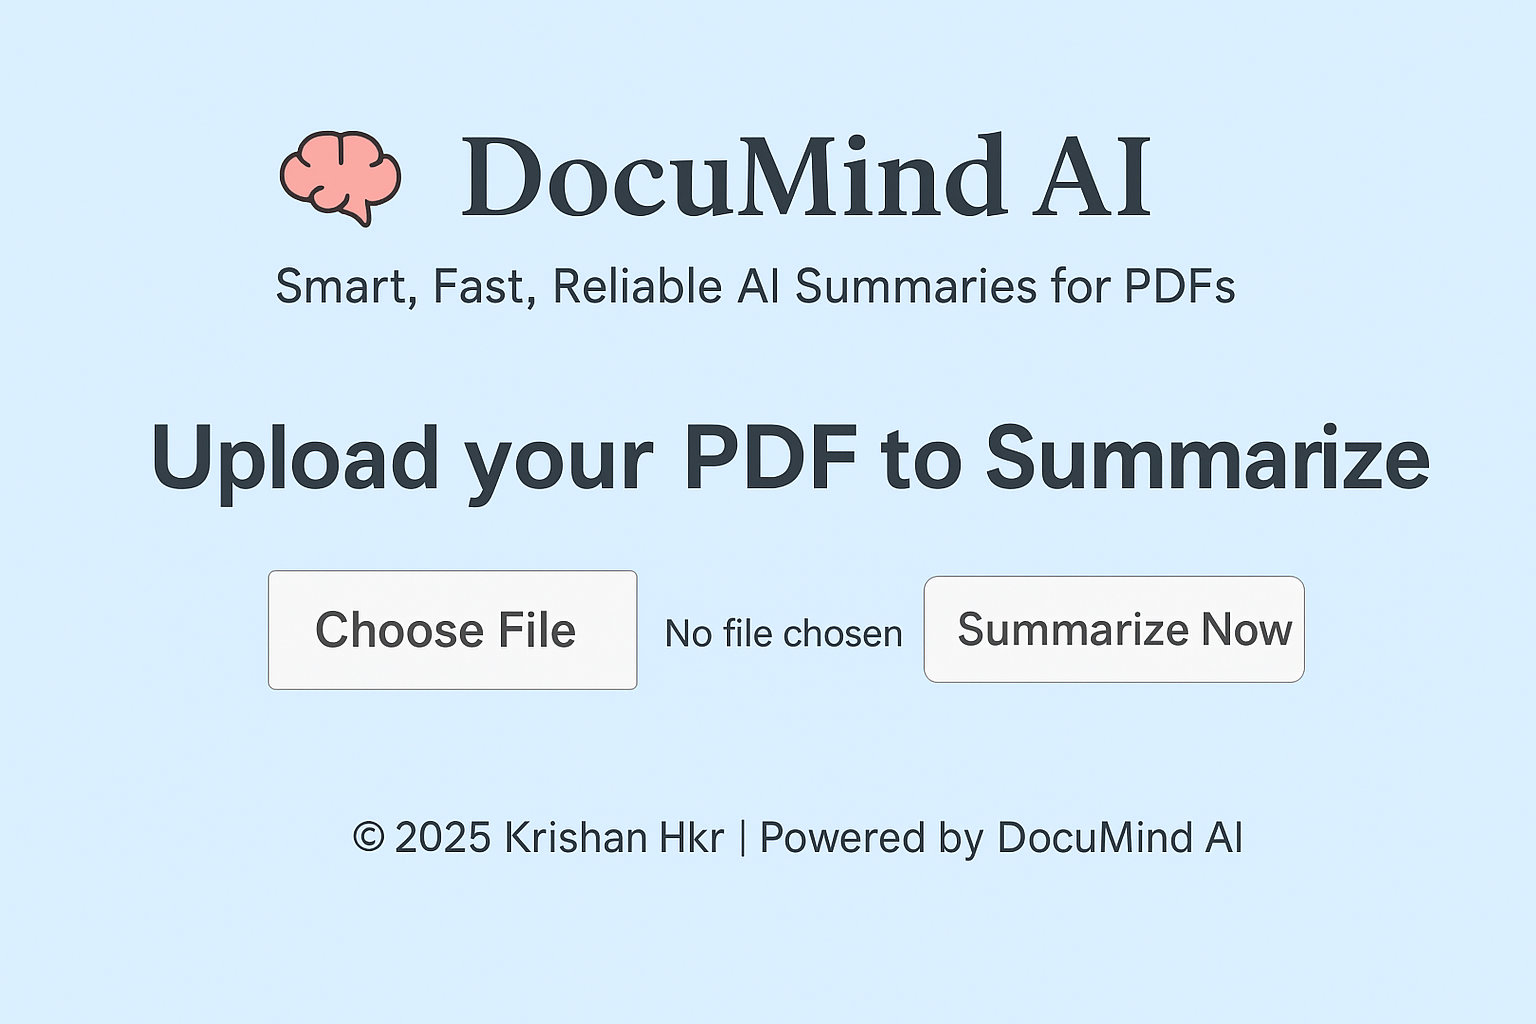 DocuMind AI
Smart, Fast, Reliable AI Summaries for PDFs
Upload your PDF to Summarize
Choose File No file chosen Summarize Now
© 2025 Krishan Hkr | Powered by DocuMind AI